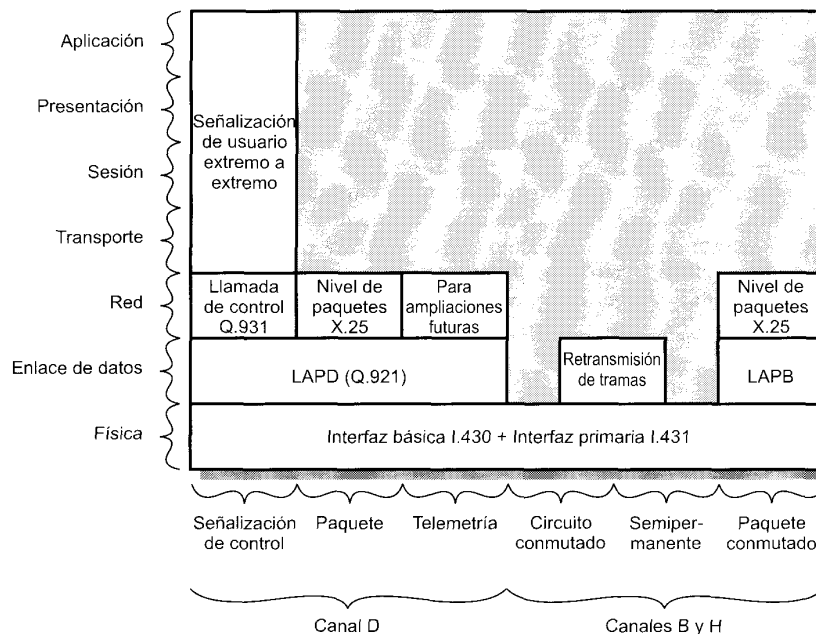 Aplicación
Presentación
Sesión
Transporte
Red
Enlace de datos
Física
Señalización
de usuario
extremo a
extremo
Llamada
de control
Q.931
Nivel de
paquetes
X.25
Para
ampliaciones
futuras
Nivel de
paquetes
X.25
LAPD (Q.921)
Retransmisión
de tramas
LAPB
Interfaz básica I.430 + Interfaz primaria I.431
Señalización
de control
Paquete
Telemetría
Circuito
conmutado
Semiper-
manente
Paquete
conmutado
Canal D
Canales B y H